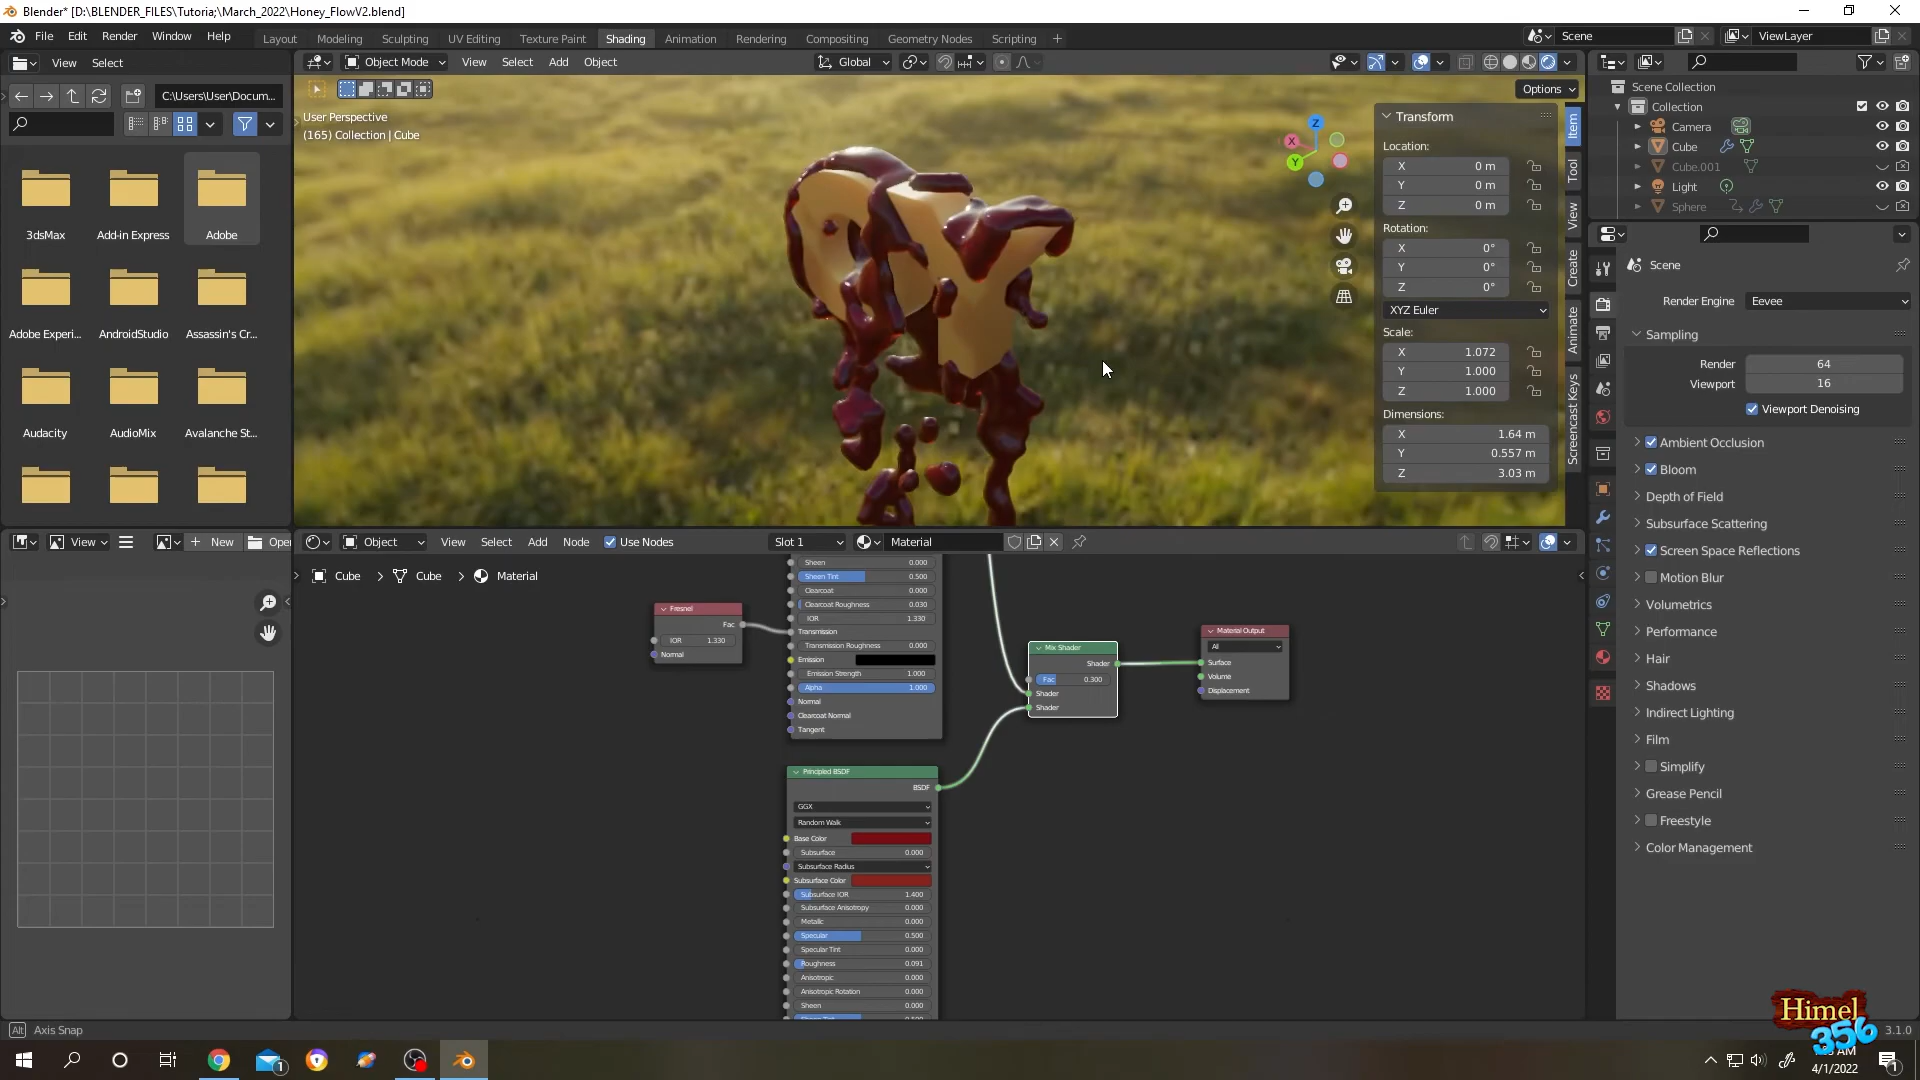 Blender* [D:\BLENDER_FILES\Tutoria;\March_2022\Honey_FlowV2.blend]
File Edit Render Window Help
Layout Modeling Sculpting UV Editing Texture Paint Shading Animation Rendering Compositing Geometry Nodes Scripting
Scene
ViewLayer
View Select
Object Mode
View Select Add Object
Global
Options
C:\Users\User\Docum...
3dsMax
Add-in Express
Adobe
Adobe Experi...
AndroidStudio
Assassin's Cr...
Audacity
AudioMix
Avalanche St...
User Perspective
(165) Collection | Cube
Z
X
Y
Transform
Location:
X 0 m
Y 0 m
Z 0 m
Rotation:
X 0°
Y 0°
Z 0°
XYZ Euler
Scale:
X 1.072
Y 1.000
Z 1.000
Dimensions:
X 1.64 m
Y 0.557 m
Z 3.03 m
Item
Tool
View
Create
Animate
Screencast Keys
Scene Collection
Collection
Camera
Cube
Cube.001
Light
Sphere
Scene
Render Engine Eevee
Sampling
Render 64
Viewport 16
Viewport Denoising
Ambient Occlusion
Bloom
Depth of Field
Subsurface Scattering
Screen Space Reflections
Motion Blur
Volumetrics
Performance
Hair
Shadows
Indirect Lighting
Film
Simplify
Grease Pencil
Freestyle
Color Management
View
New
Open
Object
View Select Add Node
Use Nodes
Slot 1
Material
Cube > Cube > Material
Fresnel
Fac
IOR 1.330
Normal
Sheen 0.000
Sheen Tint 0.500
Clearcoat 0.000
Clearcoat Roughness 0.030
IOR 1.330
Transmission
Transmission Roughness 0.000
Emission
Emission Strength 1.000
Alpha 1.000
Normal
Clearcoat Normal
Tangent
Mix Shader
Shader
Fac 0.300
Shader
Shader
Material Output
All
Surface
Volume
Displacement
Principled BSDF
BSDF
GGX
Random Walk
Base Color
Subsurface 0.000
Subsurface Radius
Subsurface Color
Subsurface IOR 1.400
Subsurface Anisotropy 0.000
Metallic 0.000
Specular 0.500
Specular Tint 0.000
Roughness 0.091
Anisotropic 0.000
Anisotropic Rotation 0.000
Sheen 0.000
Alt Axis Snap
3.1.0
Himel
356
AM
4/1/2022